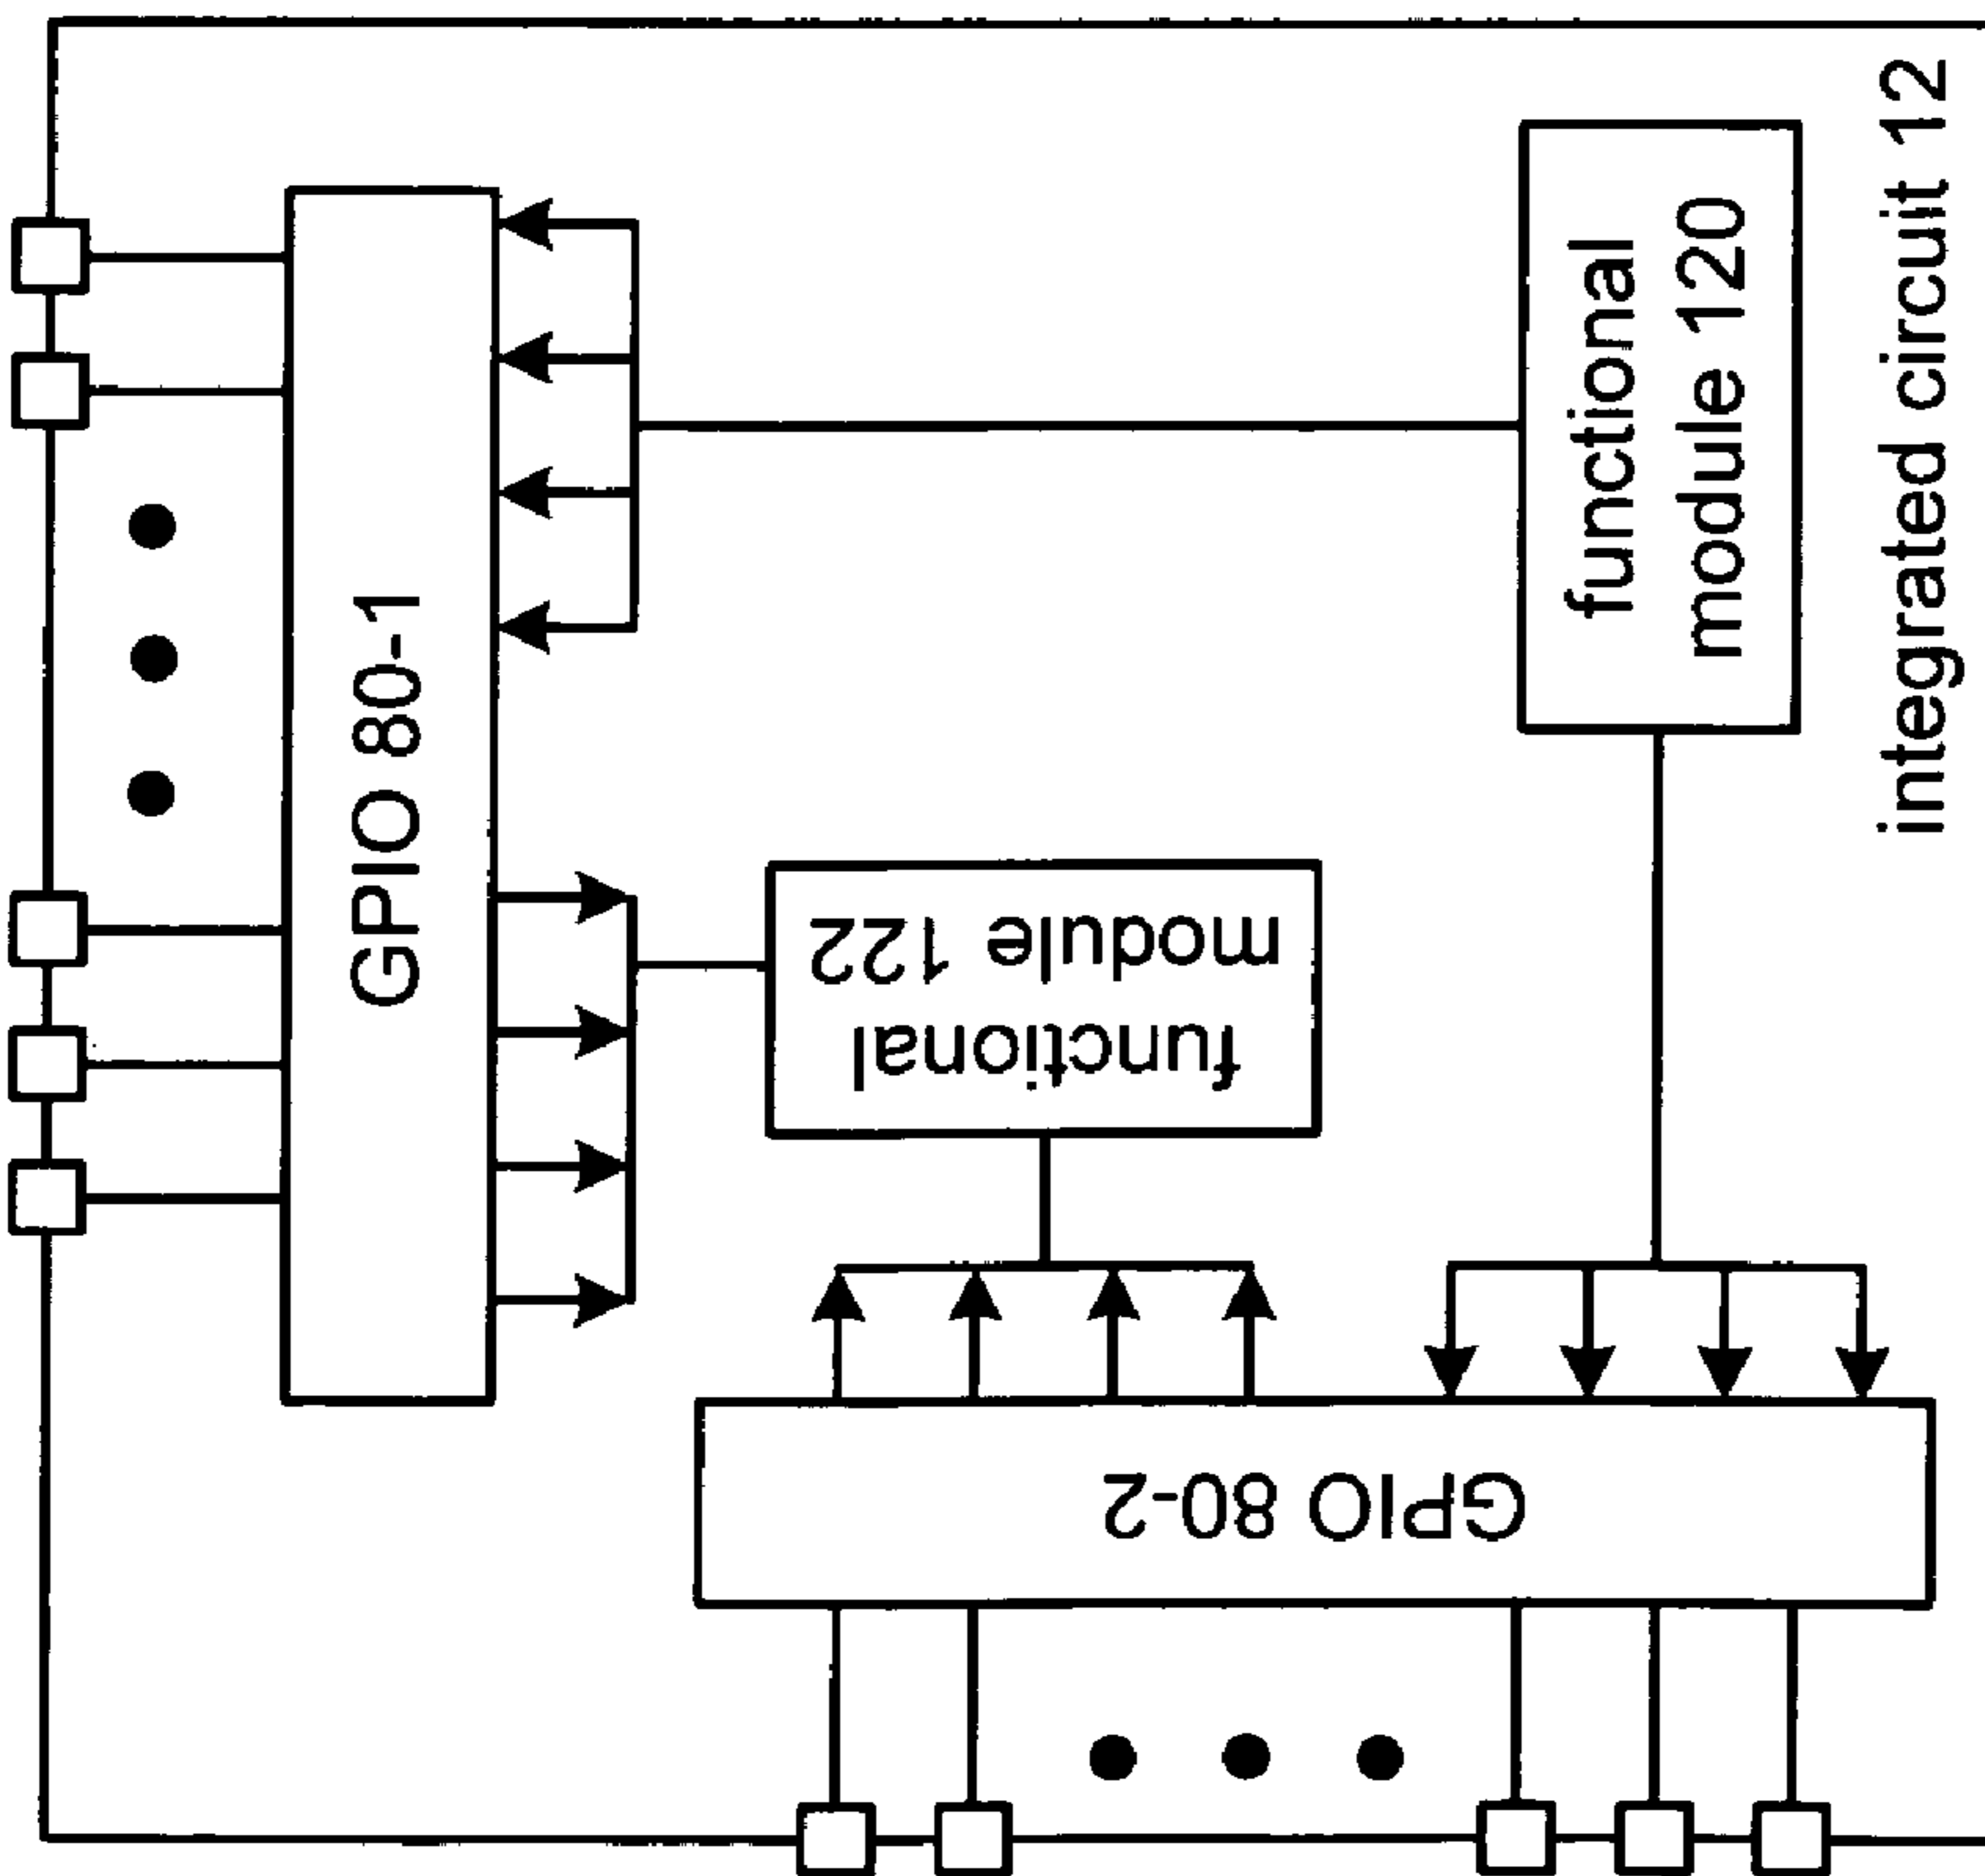 GPIO 80-1
functional
module 122
functional
module 120
GPIO 80-2
integrated circuit 12